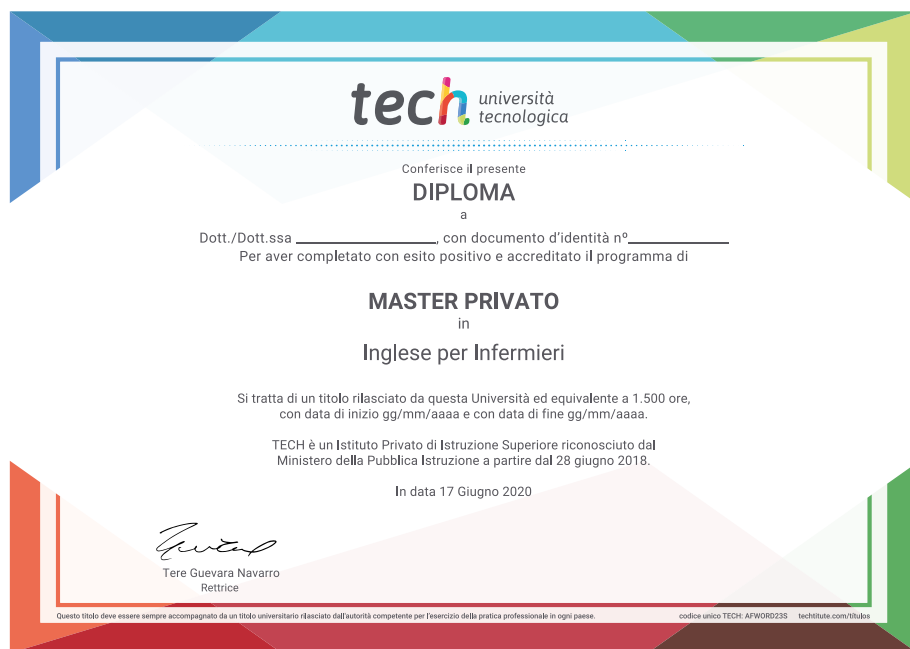 tech università
tecnologica
Conferisce il presente
DIPLOMA
a
Dott./Dott.ssa ________________, con documento d'identità nº____________
Per aver completato con esito positivo e accreditato il programma di
MASTER PRIVATO
in
Inglese per Infermieri
Si tratta di un titolo rilasciato da questa Università ed equivalente a 1.500 ore,
con data di inizio gg/mm/aaaa e con data di fine gg/mm/aaaa.
TECH è un Istituto Privato di Istruzione Superiore riconosciuto dal
Ministero della Pubblica Istruzione a partire dal 28 giugno 2018.
In data 17 Giugno 2020
Tere Guevara Navarro
Rettrice
Questo titolo deve essere sempre accompagnato da un titolo universitario rilasciato dall'autorità competente per l'esercizio della pratica professionale in ogni paese. codice unico TECH: AFWORD23S techtitute.com/títulos